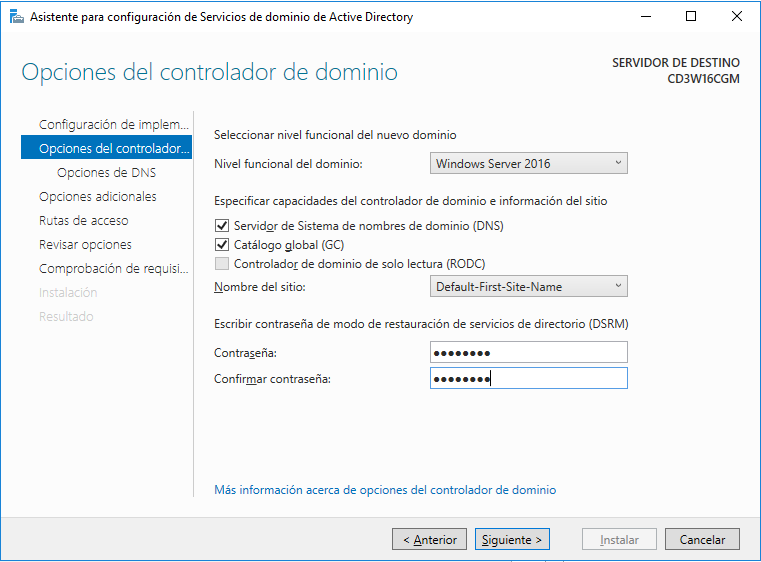 Asistente para configuración de Servicios de dominio de Active Directory
Opciones del controlador de dominio
SERVIDOR DE DESTINO
CD3W16CGM
Configuración de implem...
Opciones del controlador...
Opciones de DNS
Opciones adicionales
Rutas de acceso
Revisar opciones
Comprobación de requisi...
Instalación
Resultado
Seleccionar nivel funcional del nuevo dominio
Nivel funcional del dominio: Windows Server 2016
Especificar capacidades del controlador de dominio e información del sitio
Servidor de Sistema de nombres de dominio (DNS)
Catálogo global (GC)
Controlador de dominio de solo lectura (RODC)
Nombre del sitio: Default-First-Site-Name
Escribir contraseña de modo de restauración de servicios de directorio (DSRM)
Contraseña: ●●●●●●●●
Confirmar contraseña: ●●●●●●●●
Más información acerca de opciones del controlador de dominio
< Anterior Siguiente > Instalar Cancelar